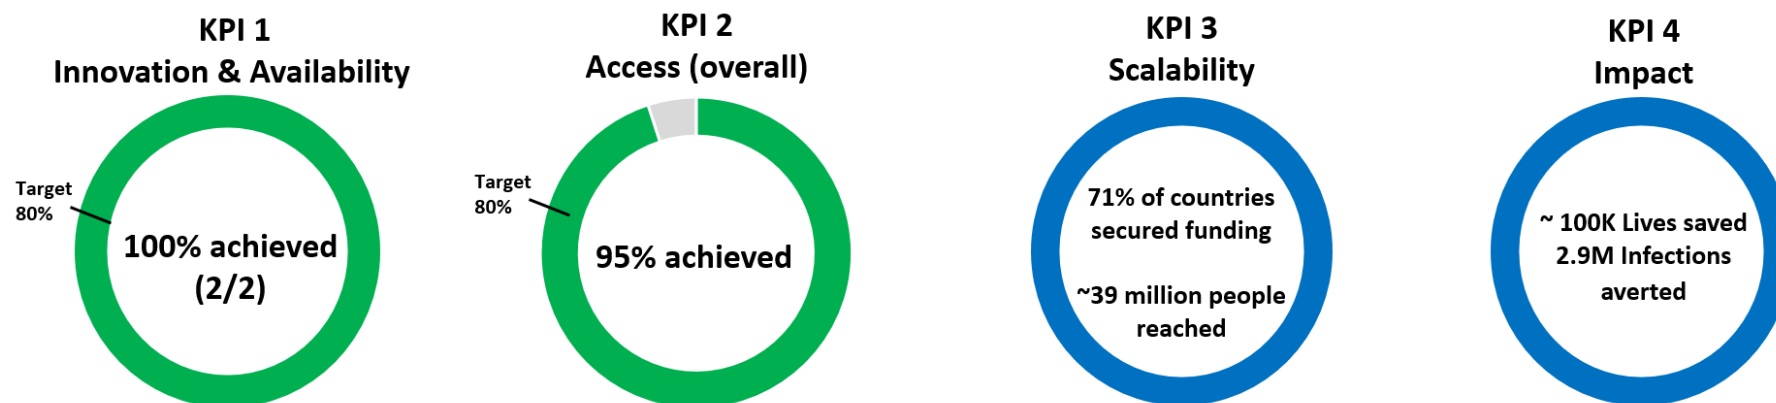 KPI 1
Innovation & Availability
Target
80%
100% achieved
(2/2)
KPI 2
Access (overall)
Target
80%
95% achieved
KPI 3
Scalability
71% of countries
secured funding
~39 million people
reached
KPI 4
Impact
~ 100K Lives saved
2.9M Infections
averted